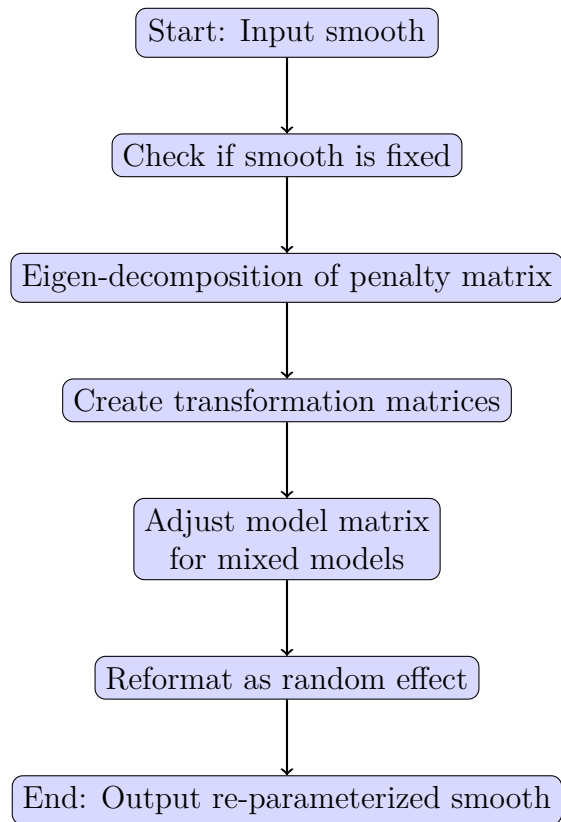 Start: Input smooth
Check if smooth is fixed
Eigen-decomposition of penalty matrix
Create transformation matrices
Adjust model matrix
for mixed models
Reformat as random effect
End: Output re-parameterized smooth